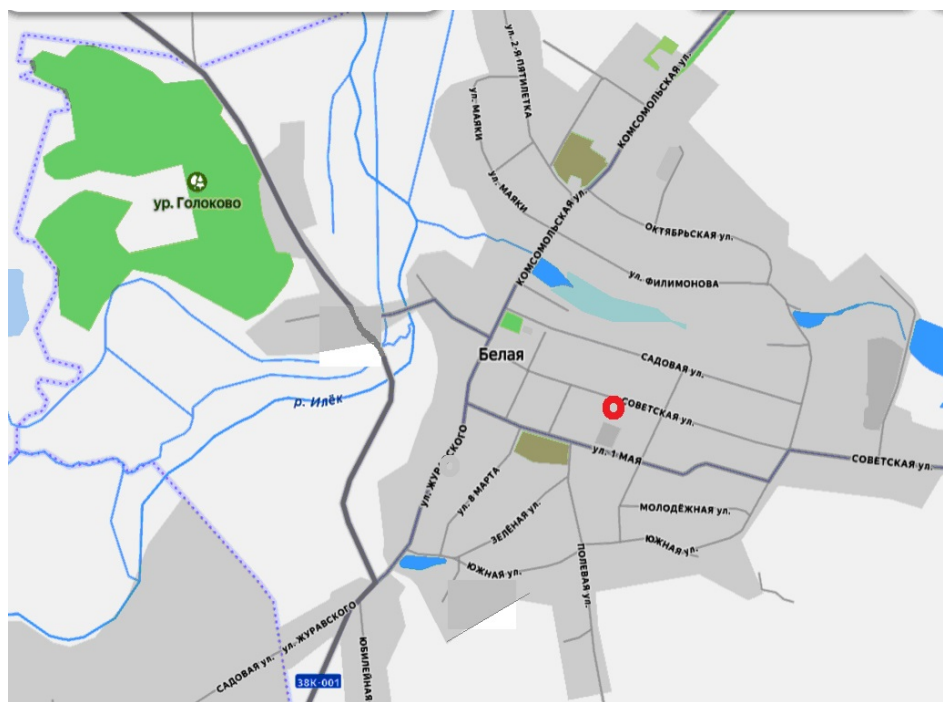 ул. 2-Я ПЯТИЛЕТКА
КОМСОМОЛЬСКАЯ ул.
ул. МАЯКИ
ул. МАЯКИ
ур. Голоково
КОМСОМОЛЬСКАЯ ул.
ОКТЯБРЬСКАЯ ул.
ул. ФИЛИМОНОВА
Белая
САДОВАЯ ул.
р. Илёк
СОВЕТСКАЯ ул.
ул. ЖУРАВСКОГО
ул. 1 МАЯ
СОВЕТСКАЯ ул.
ул. 8 МАРТА
ЗЕЛЁНАЯ ул.
МОЛОДЁЖНАЯ ул.
ЮЖНАЯ ул.
ЮЖНАЯ ул.
ПОЛЕВАЯ ул.
ул. ЖУРАВСКОГО
САДОВАЯ ул.
ЮБИЛЕЙНАЯ
38К-001